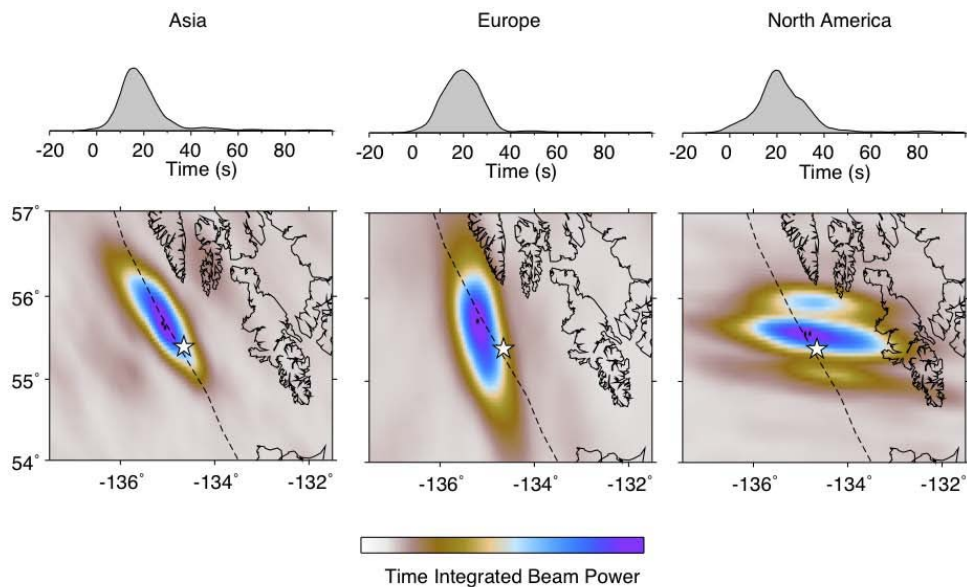 Asia Europe North America
-20 0 20 40 60 80 -20 0 20 40 60 80 -20 0 20 40 60 80
Time (s) Time (s) Time (s)
57˚
56˚
55˚
54˚
-136˚ -134˚ -132˚ -136˚ -134˚ -132˚ -136˚ -134˚ -132˚
Time Integrated Beam Power